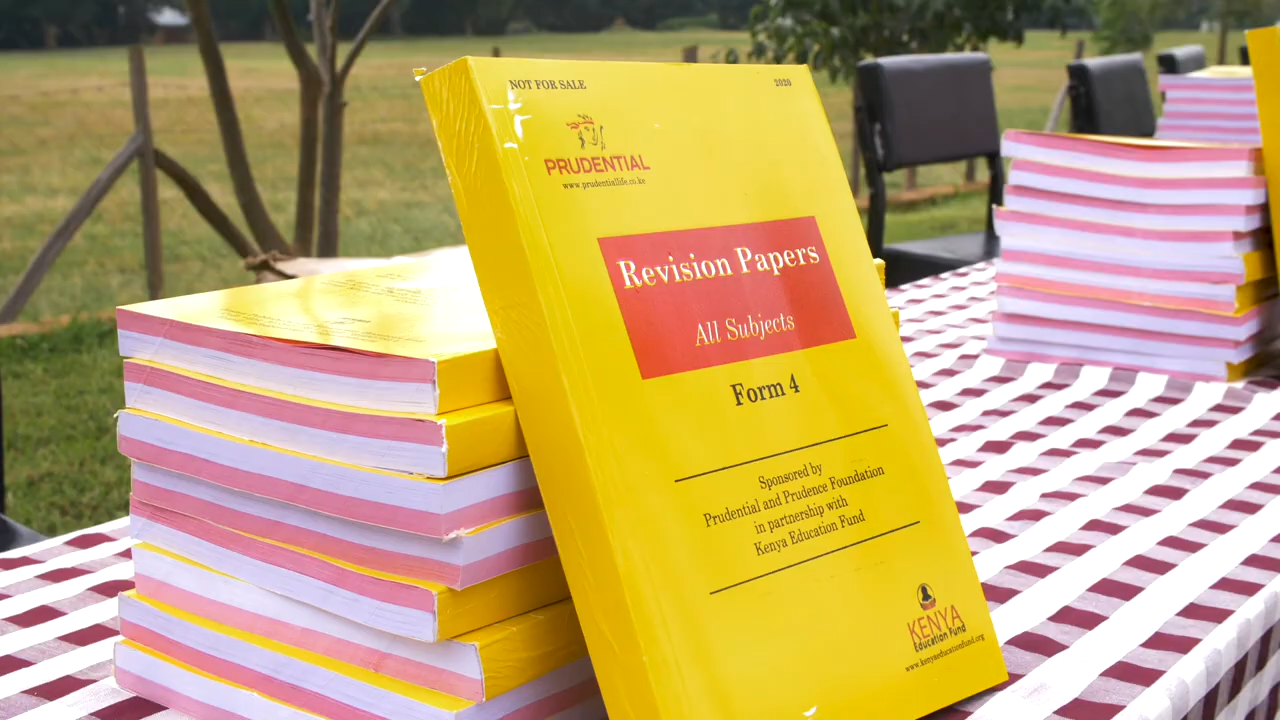 NOT FOR SALE
2020
PRUDENTIAL
www.prudentiallife.co.ke
Revision Papers
All Subjects
Form 4
Sponsored by
Prudential and Prudence Foundation
in partnership with
Kenya Education Fund
KENYA
Education Fund
www.kenyaeducationfund.org